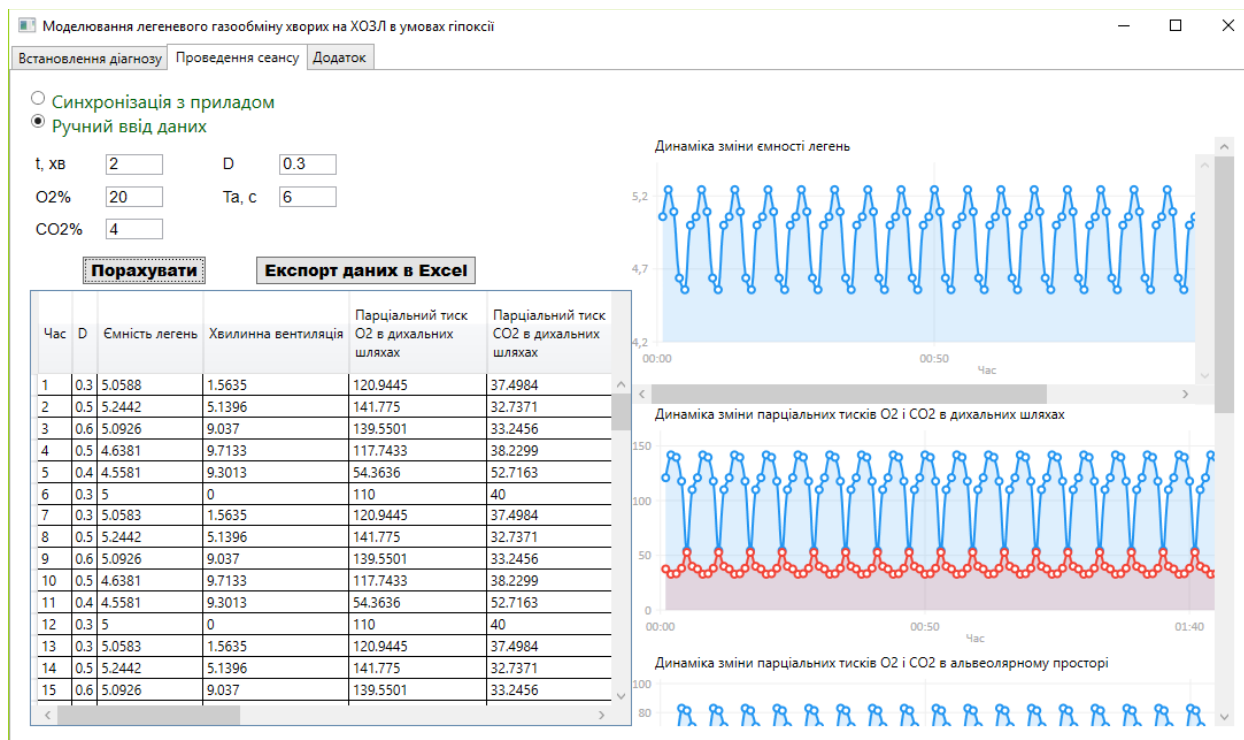 Моделювання легеневого газообміну хворих на ХОЗЛ в умовах гіпоксії
Встановлення діагнозу Проведення сеансу Додаток
Синхронізація з приладом
Ручний ввід даних
t, хв 2 D 0.3
O2% 20 Ta, c 6
CO2% 4
Порахувати Експорт даних в Excel
Час D Ємність легень Хвилинна вентиляція Парціальний тиск O2 в дихальних шляхах Парціальний тиск CO2 в дихальних шляхах
1 0.3 5.0588 1.5635 120.9445 37.4984
2 0.5 5.2442 5.1396 141.775 32.7371
3 0.6 5.0926 9.037 139.5501 33.2456
4 0.5 4.6381 9.7133 117.7433 38.2299
5 0.4 4.5581 9.3013 54.3636 52.7163
6 0.3 5 0 110 40
7 0.3 5.0583 1.5635 120.9445 37.4984
8 0.5 5.2442 5.1396 141.775 32.7371
9 0.6 5.0926 9.037 139.5501 33.2456
10 0.5 4.6381 9.7133 117.7433 38.2299
11 0.4 4.5581 9.3013 54.3636 52.7163
12 0.3 5 0 110 40
13 0.3 5.0583 1.5635 120.9445 37.4984
14 0.5 5.2442 5.1396 141.775 32.7371
15 0.6 5.0926 9.037 139.5501 33.2456
Динаміка зміни ємності легень
5,2
4,7
4,2
00:00 00:50
Час
Динаміка зміни парціальних тисків O2 і CO2 в дихальних шляхах
150
100
50
0
00:00 00:50 01:40
Час
Динаміка зміни парціальних тисків O2 і CO2 в альвеолярному просторі
100
80